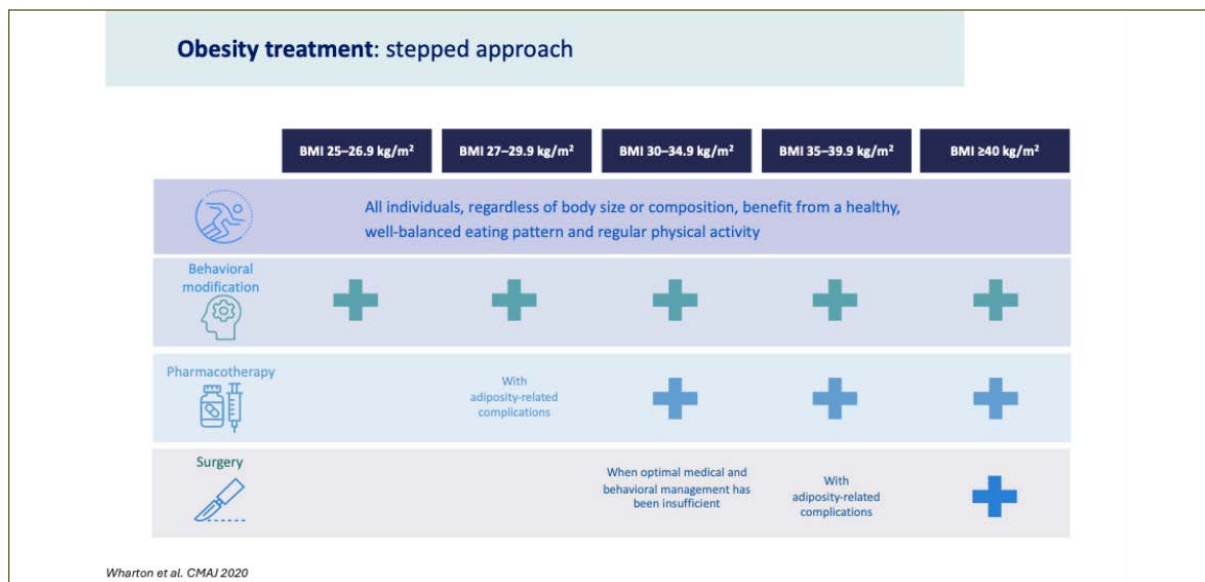 Obesity treatment: stepped approach
BMI 25–26.9 kg/m²
BMI 27–29.9 kg/m²
BMI 30–34.9 kg/m²
BMI 35–39.9 kg/m²
BMI ≥40 kg/m²
All individuals, regardless of body size or composition, benefit from a healthy,
well-balanced eating pattern and regular physical activity
Behavioral
modification
Pharmacotherapy
With
adiposity-related
complications
Surgery
When optimal medical and
behavioral management has
been insufficient
With
adiposity-related
complications
Wharton et al. CMAJ 2020